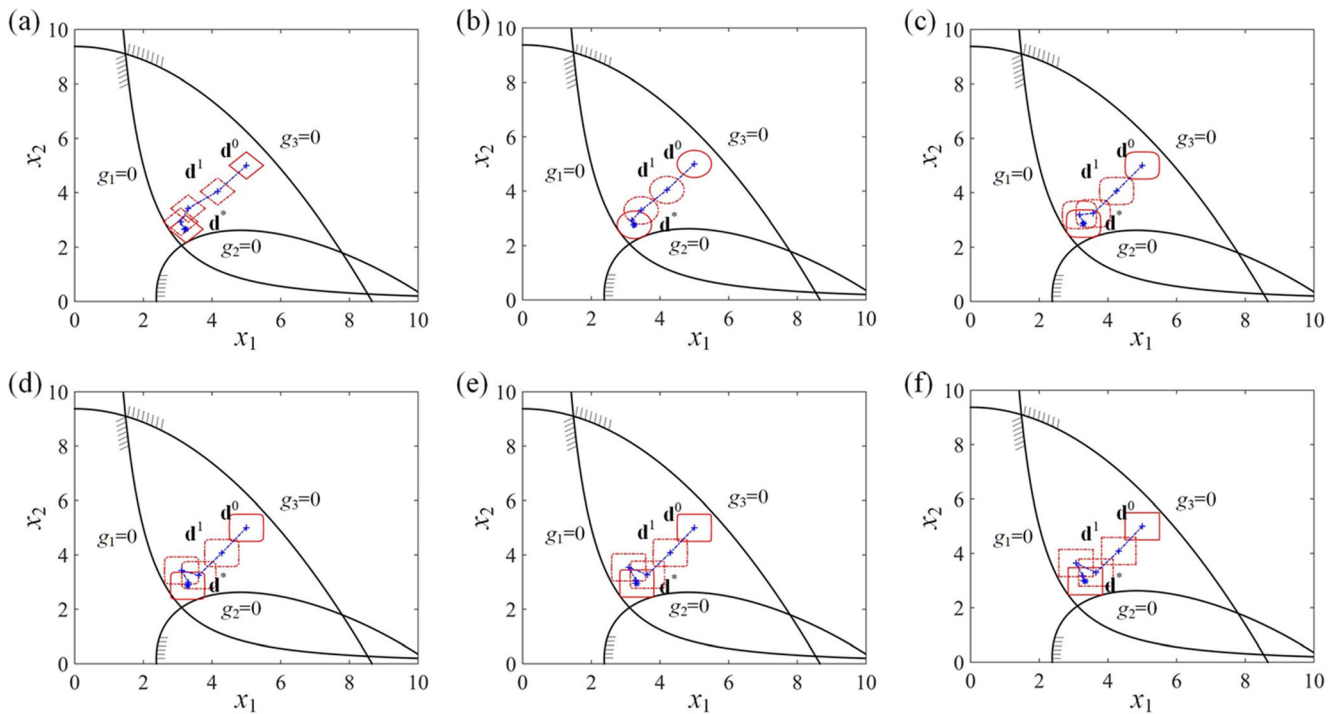 (a)
10
8
6
4
2
0
x₂
g₁=0
d¹
d⁰
g₃=0
d*
g₂=0
0 2 4 6 8 10
x₁
(b)
10
8
6
4
2
0
x₂
g₁=0
d¹
d⁰
g₃=0
d*
g₂=0
0 2 4 6 8 10
x₁
(c)
10
8
6
4
2
0
x₂
g₁=0
d¹
d⁰
g₃=0
d*
g₂=0
0 2 4 6 8 10
x₁
(d)
10
8
6
4
2
0
x₂
g₁=0
d¹
d⁰
g₃=0
d*
g₂=0
0 2 4 6 8 10
x₁
(e)
10
8
6
4
2
0
x₂
g₁=0
d¹
d⁰
g₃=0
d*
g₂=0
0 2 4 6 8 10
x₁
(f)
10
8
6
4
2
0
x₂
g₁=0
d¹
d⁰
g₃=0
d*
g₂=0
0 2 4 6 8 10
x₁